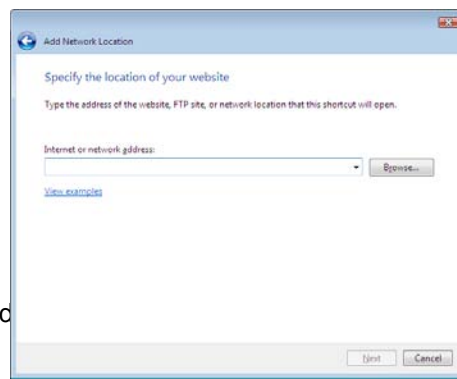 Add Network Location
Specify the location of your website
Type the address of the website, FTP site, or network location that this shortcut will open.
Internet or network address:
Browse...
View examples
d
Next
Cancel